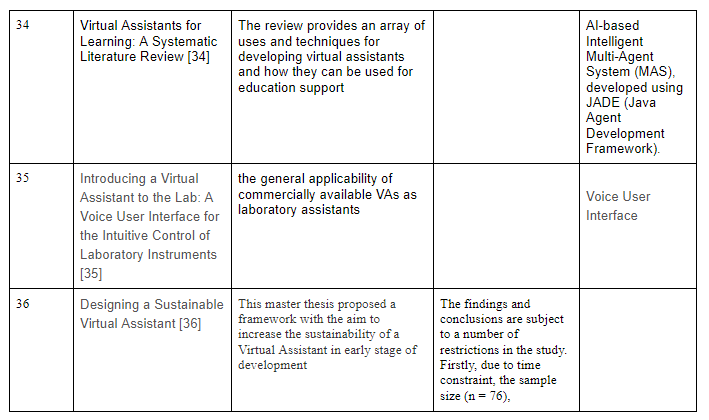 34
Virtual Assistants for
Learning: A Systematic
Literature Review [34]
The review provides an array of
uses and techniques for
developing virtual assistants
and how they can be used for
education support
AI-based
Intelligent
Multi-Agent
System (MAS),
developed using
JADE (Java
Agent
Development
Framework).
35
Introducing a Virtual
Assistant to the Lab: A
Voice User Interface for
the Intuitive Control of
Laboratory Instruments
[35]
the general applicability of
commercially available VAs as
laboratory assistants
Voice User
Interface
36
Designing a Sustainable
Virtual Assistant [36]
This master thesis proposed a
framework with the aim to
increase the sustainability of a
Virtual Assistant in early stage of
development
The findings and
conclusions are subject
to a number of
restrictions in the study.
Firstly, due to time
constraint, the sample
size (n = 76),